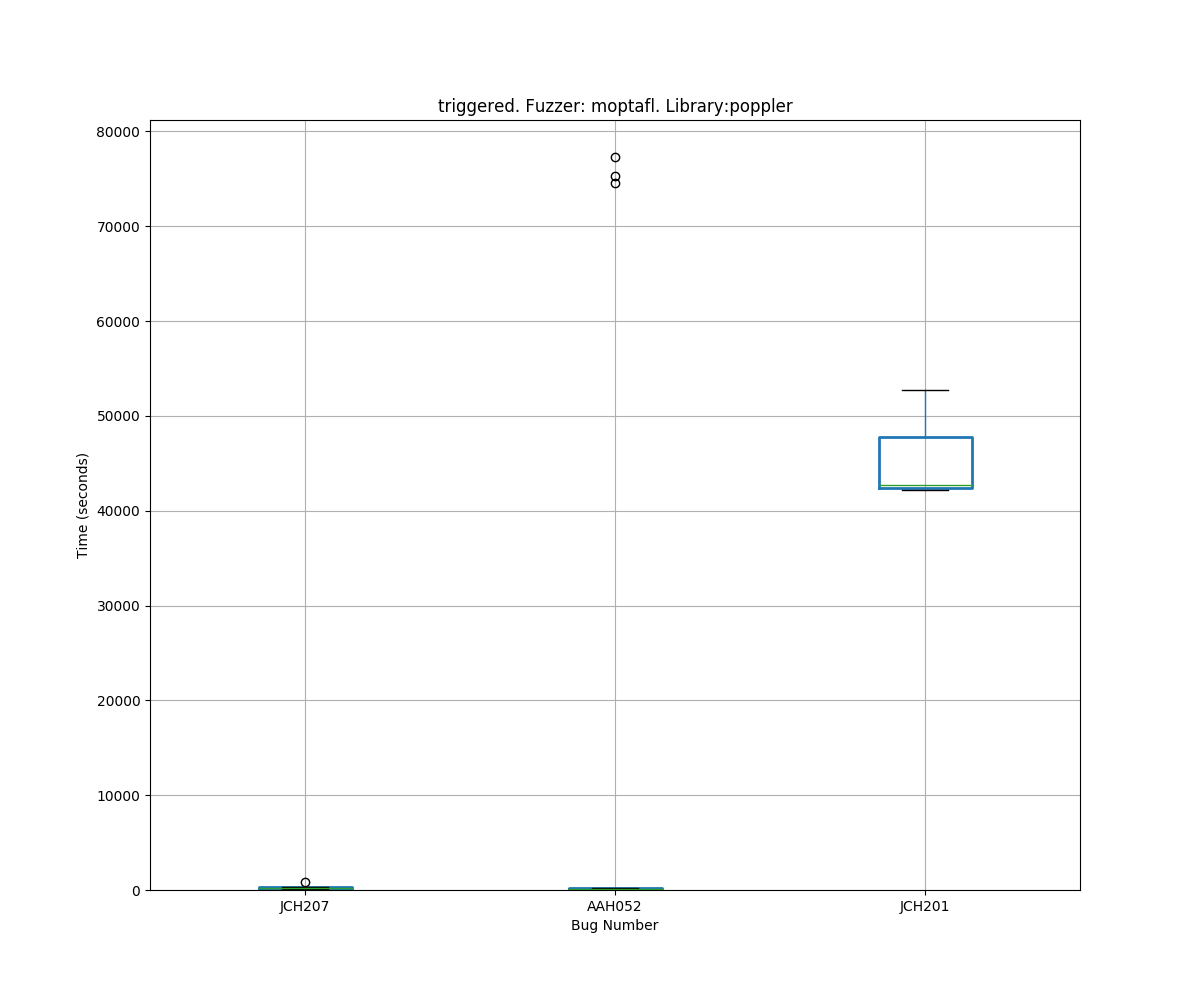 triggered. Fuzzer: moptafl. Library:poppler
80000
70000
60000
50000
40000
30000
20000
10000
0
Time (seconds)
JCH207
AAH052
JCH201
Bug Number